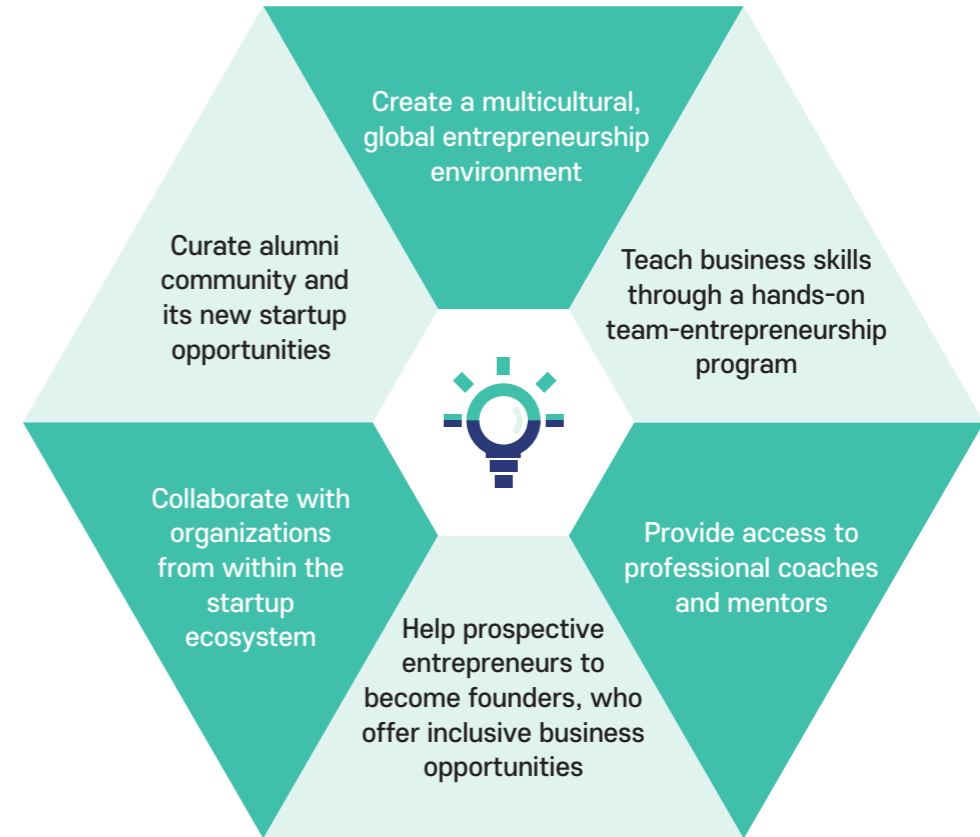 Create a multicultural,
global entrepreneurship
environment
Teach business skills
through a hands-on
team-entrepreneurship
program
Provide access to
professional coaches
and mentors
Help prospective
entrepreneurs to
become founders, who
offer inclusive business
opportunities
Collaborate with
organizations
from within the
startup
ecosystem
Curate alumni
community and
its new startup
opportunities